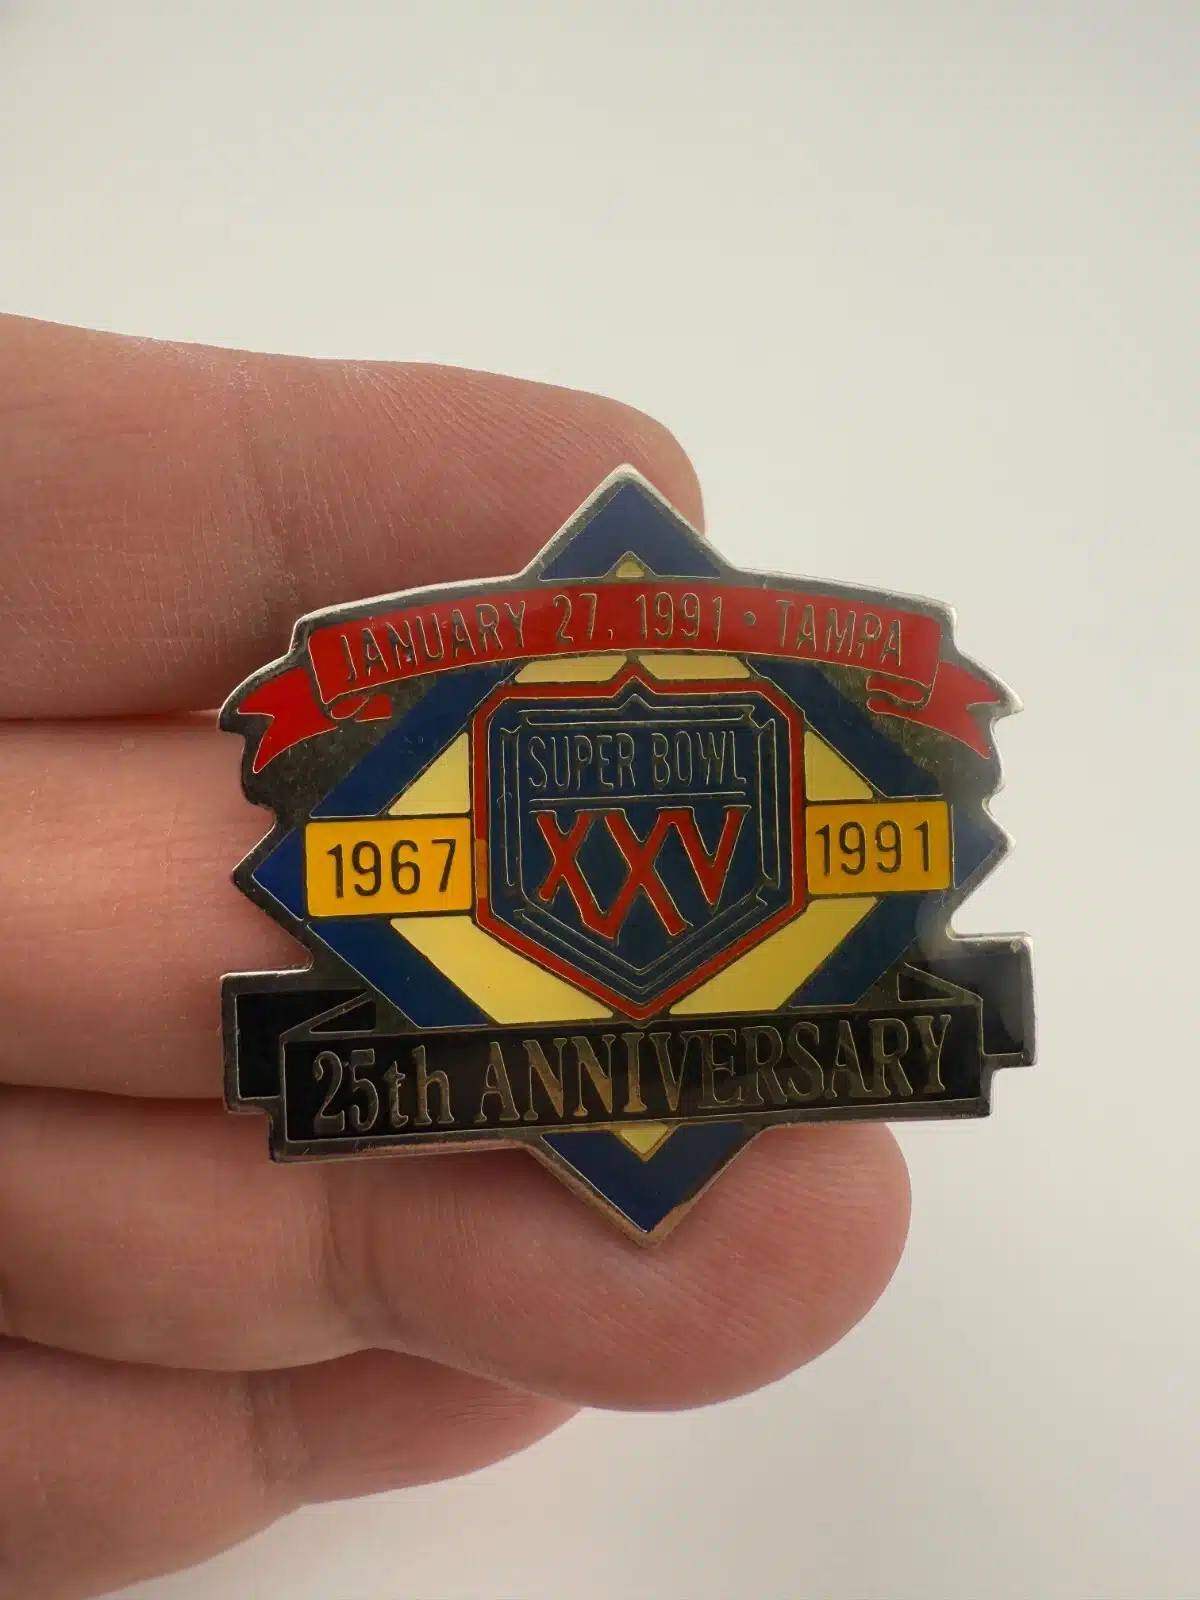 JANUARY 27, 1991 • TAMPA
SUPER BOWL
XXV
1967
1991
25th ANNIVERSARY